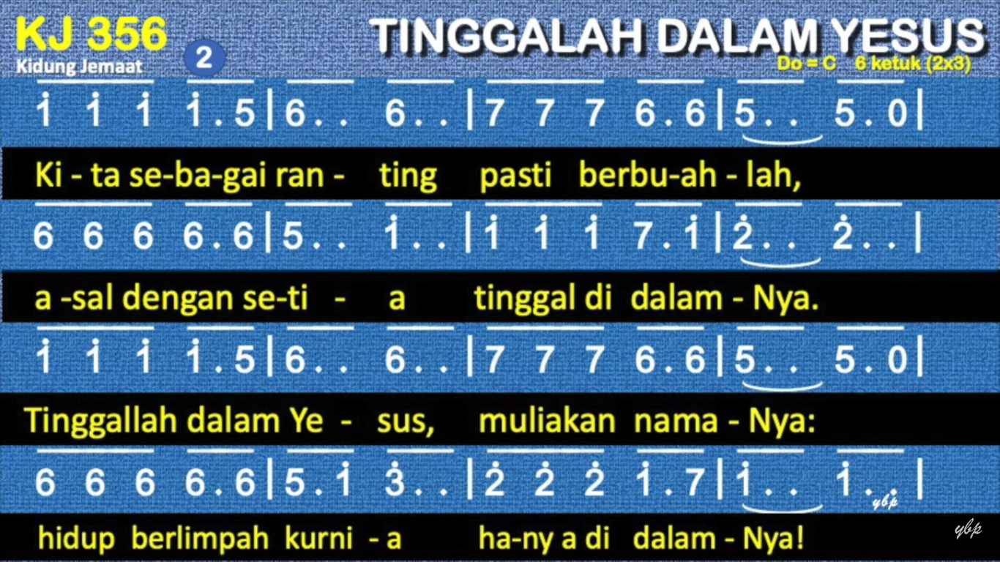 KJ 356
TINGGALAH DALAM YESUS
Kidung Jemaat
2
Do = C 6 ketuk (2x3)
1̇ 1̇ 1̇ 1̇ . 5 | 6 . . 6 . . | 7 7 7 6 . 6 | 5 . . 5 . 0 |
Ki - ta se-ba-gai ran - ting pasti berbu-ah - lah,
6 6 6 6 . 6 | 5 . . 1̇ . . | 1̇ 1̇ 1̇ 7 . 1̇ | 2̇ . . 2̇ . . |
a -sal dengan se-ti - a tinggal di dalam - Nya.
1̇ 1̇ 1̇ 1̇ . 5 | 6 . . 6 . . | 7 7 7 6 . 6 | 5 . . 5 . 0 |
Tinggallah dalam Ye - sus, muliakan nama - Nya:
6 6 6 6 . 6 | 5 . 1̇ 3̇ . . | 2̇ 2̇ 2̇ 1̇ . 7 | 1̇ . . 1̇ . . |
ybp
hidup berlimpah kurni - a ha-ny a di dalam - Nya!
ybp